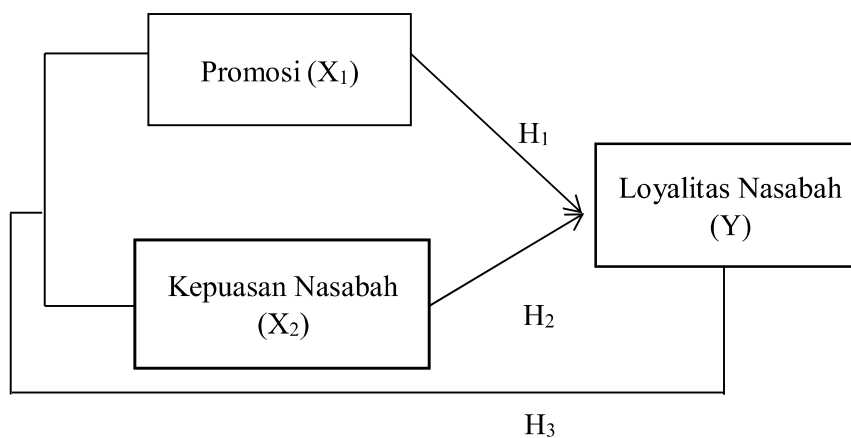 Promosi (X₁)
H₁
Loyalitas Nasabah
(Y)
Kepuasan Nasabah
(X₂)
H₂
H₃